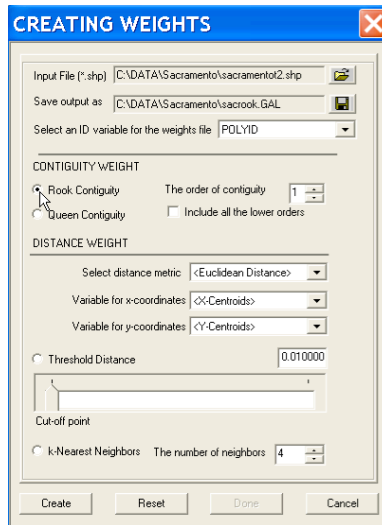 CREATING WEIGHTS
Input File (*.shp) C:\DATA\Sacramento\sacramentot2.shp
Save output as C:\DATA\Sacramento\sacrook.GAL
Select an ID variable for the weights file POLYID
CONTIGUITY WEIGHT
Rook Contiguity The order of contiguity 1
Queen Contiguity Include all the lower orders
DISTANCE WEIGHT
Select distance metric <Euclidean Distance>
Variable for x-coordinates <X-Centroids>
Variable for y-coordinates <Y-Centroids>
Threshold Distance 0.010000
Cut-off point
k-Nearest Neighbors The number of neighbors 4
Create Reset Done Cancel